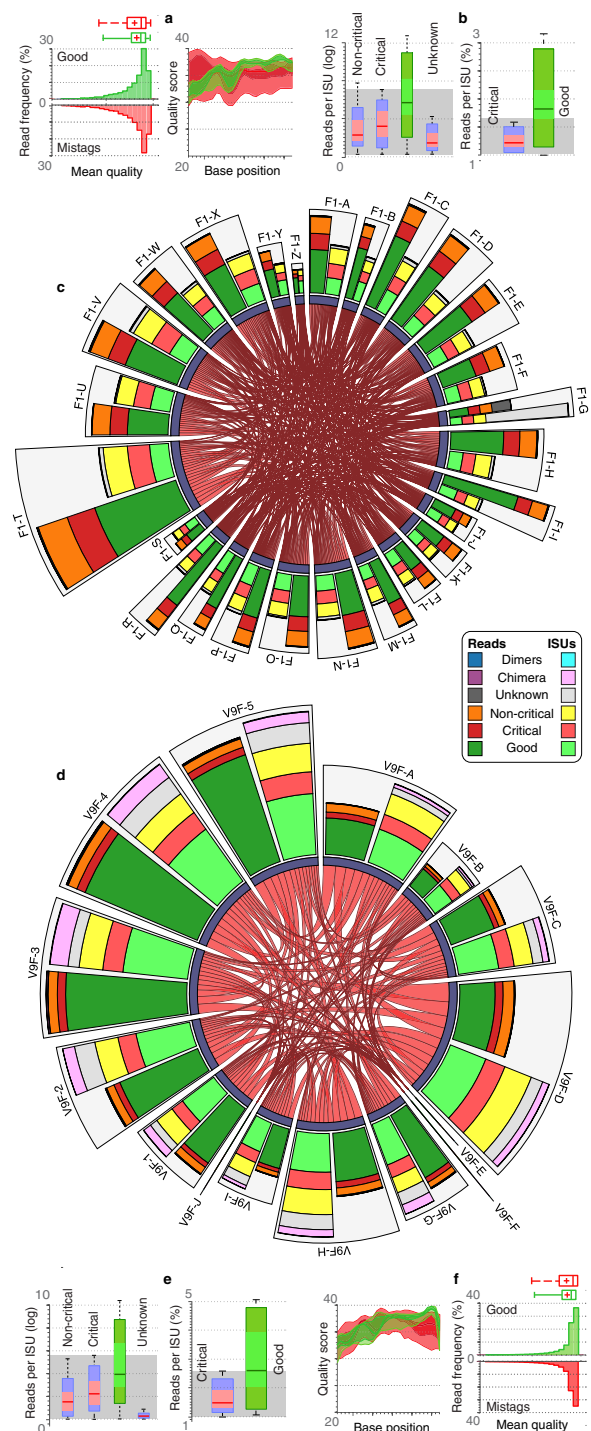 a
b
30
Good
0
Mistags
30
Read frequency (%)
Mean quality
40
20
Quality score
Base position
12
0
Reads per ISU (log)
Non-critical
Critical
Unknown
3
1
Reads per ISU (%)
Critical
Good
c
F1-A
F1-B
F1-C
F1-D
F1-E
F1-F
F1-G
F1-H
F1-I
F1-J
F1-K
F1-L
F1-M
F1-N
F1-O
F1-P
F1-Q
F1-R
F1-S
F1-T
F1-U
F1-V
F1-W
F1-X
F1-Y
F1-Z
Reads ISUs
Dimers
Chimera
Unknown
Non-critical
Critical
Good
d
V9F-A
V9F-B
V9F-C
V9F-D
V9F-E
V9F-F
V9F-G
V9F-H
V9F-I
V9F-J
V9F-1
V9F-2
V9F-3
V9F-4
V9F-5
e
f
10
0
Reads per ISU (log)
Non-critical
Critical
Unknown
5
1
Reads per ISU (%)
Critical
Good
40
20
Quality score
Base position
40
Good
0
Mistags
40
Read frequency (%)
Mean quality